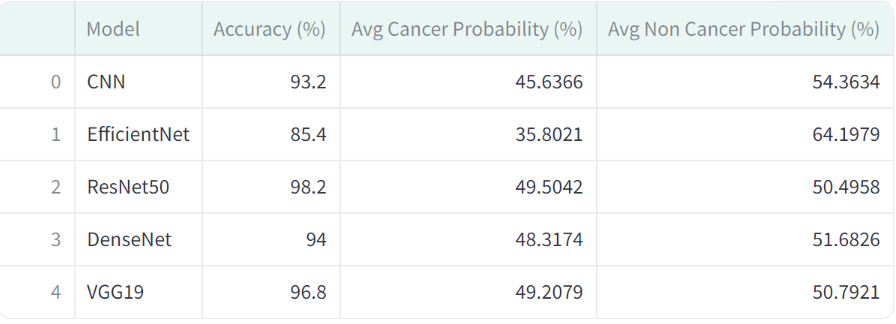 Model Accuracy (%) Avg Cancer Probability (%) Avg Non Cancer Probability (%)
0 CNN 93.2 45.6366 54.3634
1 EfficientNet 85.4 35.8021 64.1979
2 ResNet50 98.2 49.5042 50.4958
3 DenseNet 94 48.3174 51.6826
4 VGG19 96.8 49.2079 50.7921